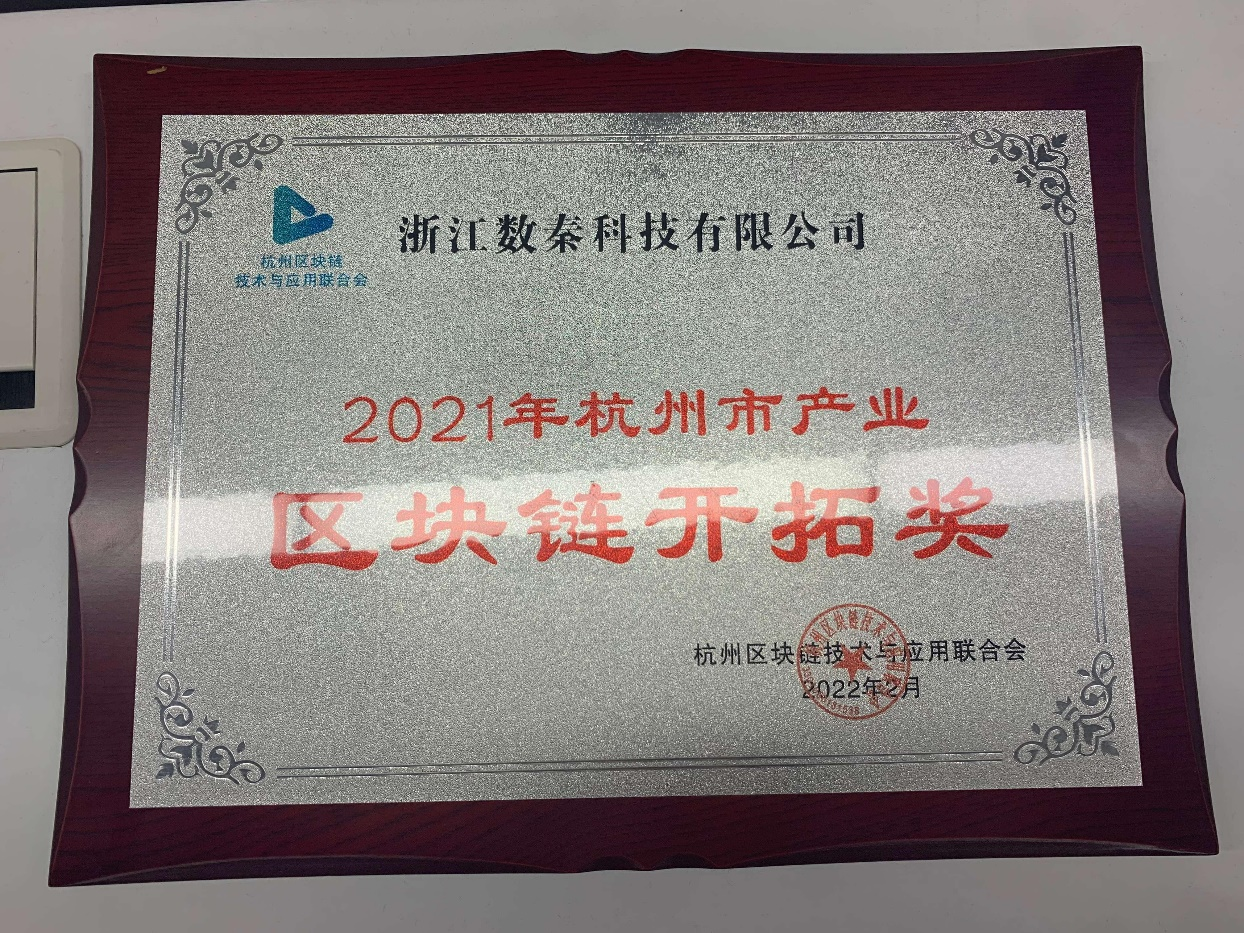 杭州区块链
技术与应用联合会
浙江数秦科技有限公司
2021年杭州市产业
区块链开拓奖
杭州区块链技术与应用联合会
2022年2月